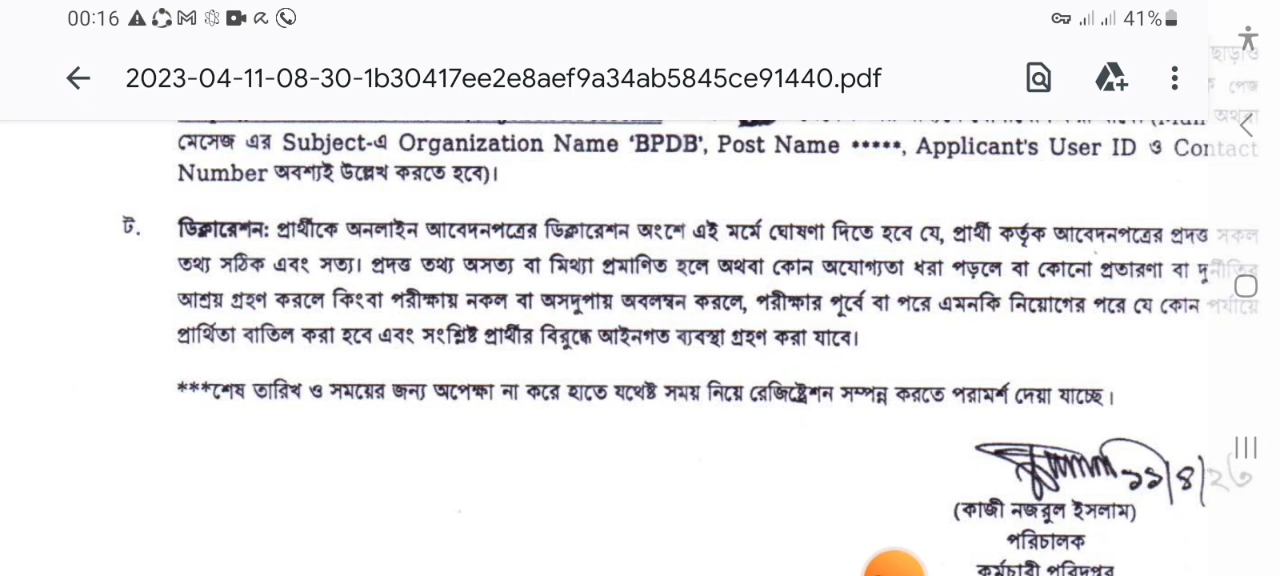 00:16 41%
2023-04-11-08-30-1b30417ee2e8aef9a34ab5845ce91440.pdf
ছাড়াও
পেজ
অথবা
মেসেজ এর Subject-এ Organization Name ‘BPDB’, Post Name *****, Applicant's User ID ও Contact
Number অবশ্যই উল্লেখ করতে হবে)।
ট. ডিক্লারেশন: প্রার্থীকে অনলাইন আবেদনপত্রের ডিক্লারেশন অংশে এই মর্মে ঘোষণা দিতে হবে যে, প্রার্থী কর্তৃক আবেদনপত্রের প্রদত্ত সকল
তথ্য সঠিক এবং সত্য। প্রদত্ত তথ্য অসত্য বা মিথ্যা প্রমাণিত হলে অথবা কোন অযোগ্যতা ধরা পড়লে বা কোনো প্রতারণা বা দুর্নীতির
আশ্রয় গ্রহণ করলে কিংবা পরীক্ষায় নকল বা অসদুপায় অবলম্বন করলে, পরীক্ষার পূর্বে বা পরে এমনকি নিয়োগের পরে যে কোন পর্যায়ে
প্রার্থিতা বাতিল করা হবে এবং সংশ্লিষ্ট প্রার্থীর বিরুদ্ধে আইনগত ব্যবস্থা গ্রহণ করা যাবে।
***শেষ তারিখ ও সময়ের জন্য অপেক্ষা না করে হাতে যথেষ্ট সময় নিয়ে রেজিষ্ট্রেশন সম্পন্ন করতে পরামর্শ দেয়া যাচ্ছে।
১১/৪/২৩
(কাজী নজরুল ইসলাম)
পরিচালক
কর্মচারী পরিদপ্তর